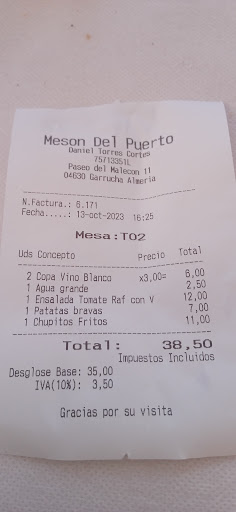 Meson Del Puerto
Daniel Torres Cortes
75713351L
Paseo del Malecon 11
04630 Garrucha Almeria
N.Factura.: 6.171
Fecha.....: 13-oct-2023 16:25
Mesa:T02
Uds Concepto Precio Total
2 Copa Vino Blanco x3,00= 6,00
1 Agua grande 2,50
1 Ensalada Tomate Raf con V 12,00
1 Patatas bravas 7,00
1 Chupitos Fritos 11,00
Total: 38,50
Impuestos Incluidos
Desglose Base: 35,00
IVA(10%): 3,50
Gracias por su visita